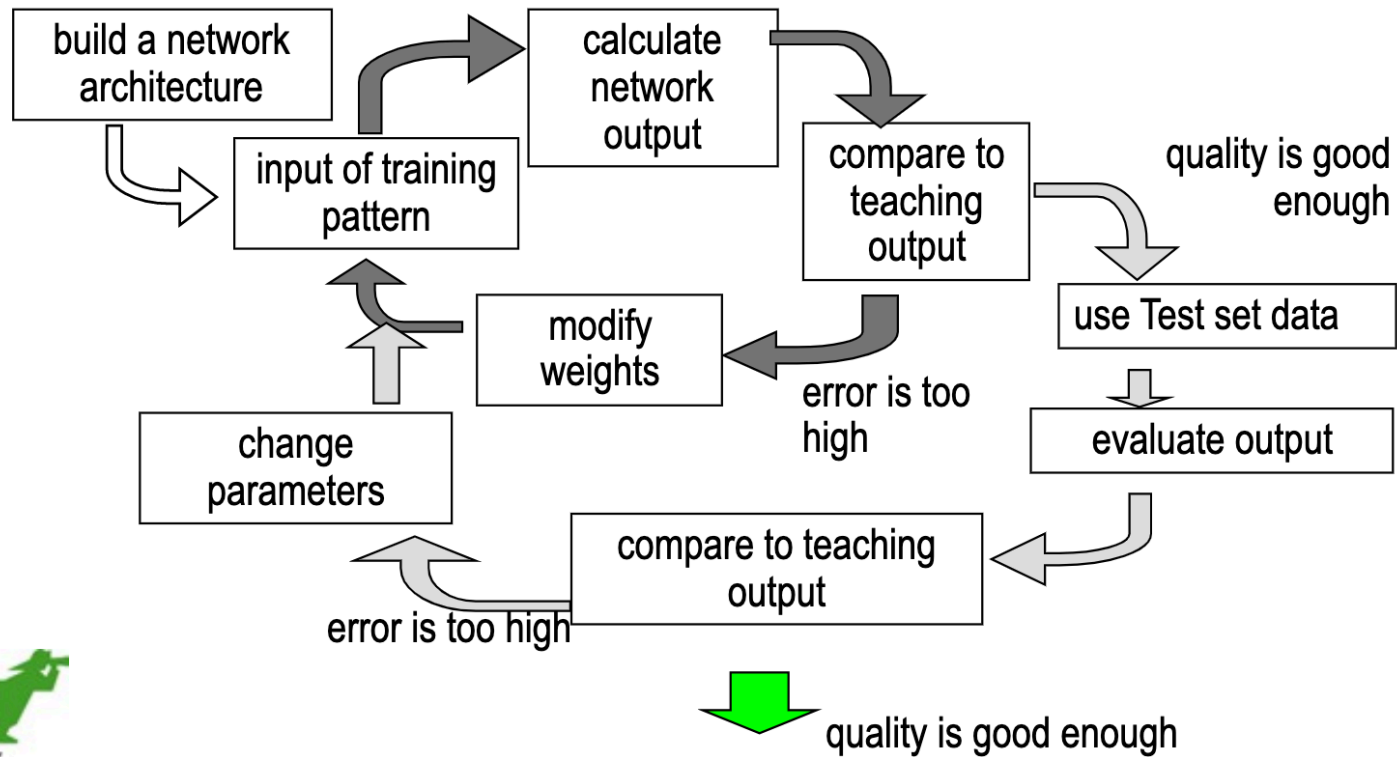 build a network
architecture
calculate
network
output
input of training
pattern
compare to
teaching
output
quality is good
enough
use Test set data
modify
weights
error is too
high
evaluate output
change
parameters
compare to teaching
output
error is too high
quality is good enough